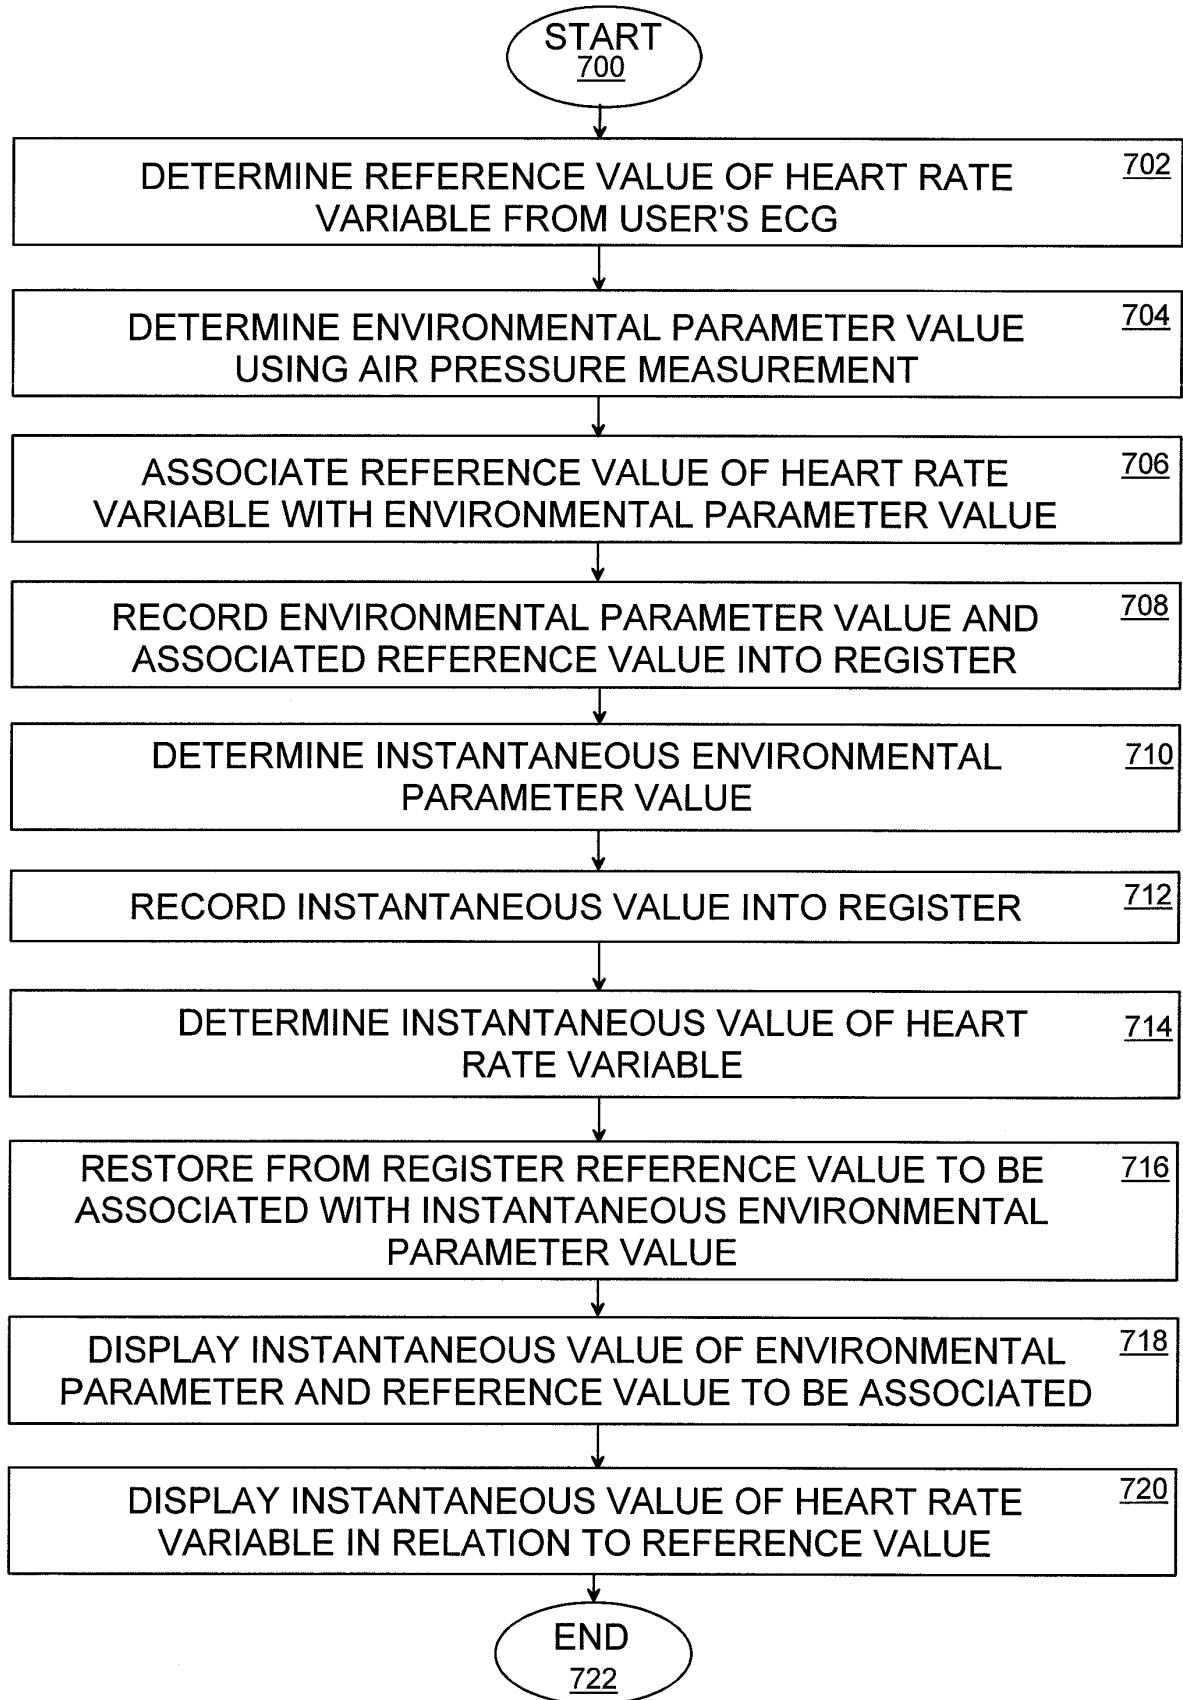 START
700
702
DETERMINE REFERENCE VALUE OF HEART RATE
VARIABLE FROM USER'S ECG
704
DETERMINE ENVIRONMENTAL PARAMETER VALUE
USING AIR PRESSURE MEASUREMENT
706
ASSOCIATE REFERENCE VALUE OF HEART RATE
VARIABLE WITH ENVIRONMENTAL PARAMETER VALUE
708
RECORD ENVIRONMENTAL PARAMETER VALUE AND
ASSOCIATED REFERENCE VALUE INTO REGISTER
710
DETERMINE INSTANTANEOUS ENVIRONMENTAL
PARAMETER VALUE
712
RECORD INSTANTANEOUS VALUE INTO REGISTER
714
DETERMINE INSTANTANEOUS VALUE OF HEART
RATE VARIABLE
716
RESTORE FROM REGISTER REFERENCE VALUE TO BE
ASSOCIATED WITH INSTANTANEOUS ENVIRONMENTAL
PARAMETER VALUE
718
DISPLAY INSTANTANEOUS VALUE OF ENVIRONMENTAL
PARAMETER AND REFERENCE VALUE TO BE ASSOCIATED
720
DISPLAY INSTANTANEOUS VALUE OF HEART RATE
VARIABLE IN RELATION TO REFERENCE VALUE
END
722